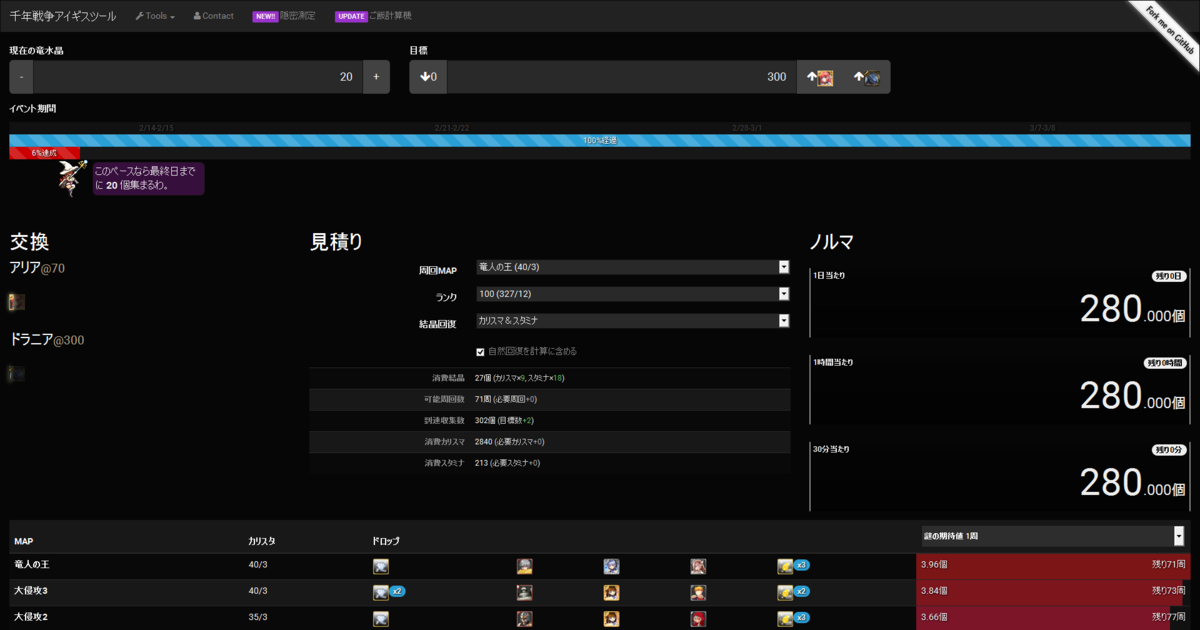 千年戦争アイギスツール Tools Contact NEW!! 隠密測定 UPDATE ご飯計算機
Fork me on GitHub
現在の竜水晶 目標
- 20 + 0 300
イベント期間
2/14-2/15 2/21-2/22 2/28-3/1 3/7-3/8
100%経過
6%達成
このペースなら最終日まで
に 20 個集まるわ。
交換
アリア@70
ドラニア@300
見積り
周回MAP 竜人の王 (40/3)
ランク 100 (327/12)
結晶回復 カリスマ＆スタミナ
自然回復を計算に含める
消費結晶 27個 (カリスマ×9, スタミナ×18)
可能周回数 71周 (必要周回+0)
到達収集数 302個 (目標数+2)
消費カリスマ 2840 (必要カリスマ+0)
消費スタミナ 213 (必要スタミナ+0)
ノルマ
1日当たり 残り0日
280.000個
1時間当たり 残り0時間
280.000個
30分当たり 残り0分
280.000個
MAP カリスタ ドロップ 謎の期待値 1周
竜人の王 40/3 x3 3.96個 残り71周
大侵攻3 40/3 x2 x2 3.84個 残り73周
大侵攻2 35/3 x3 3.66個 残り77周